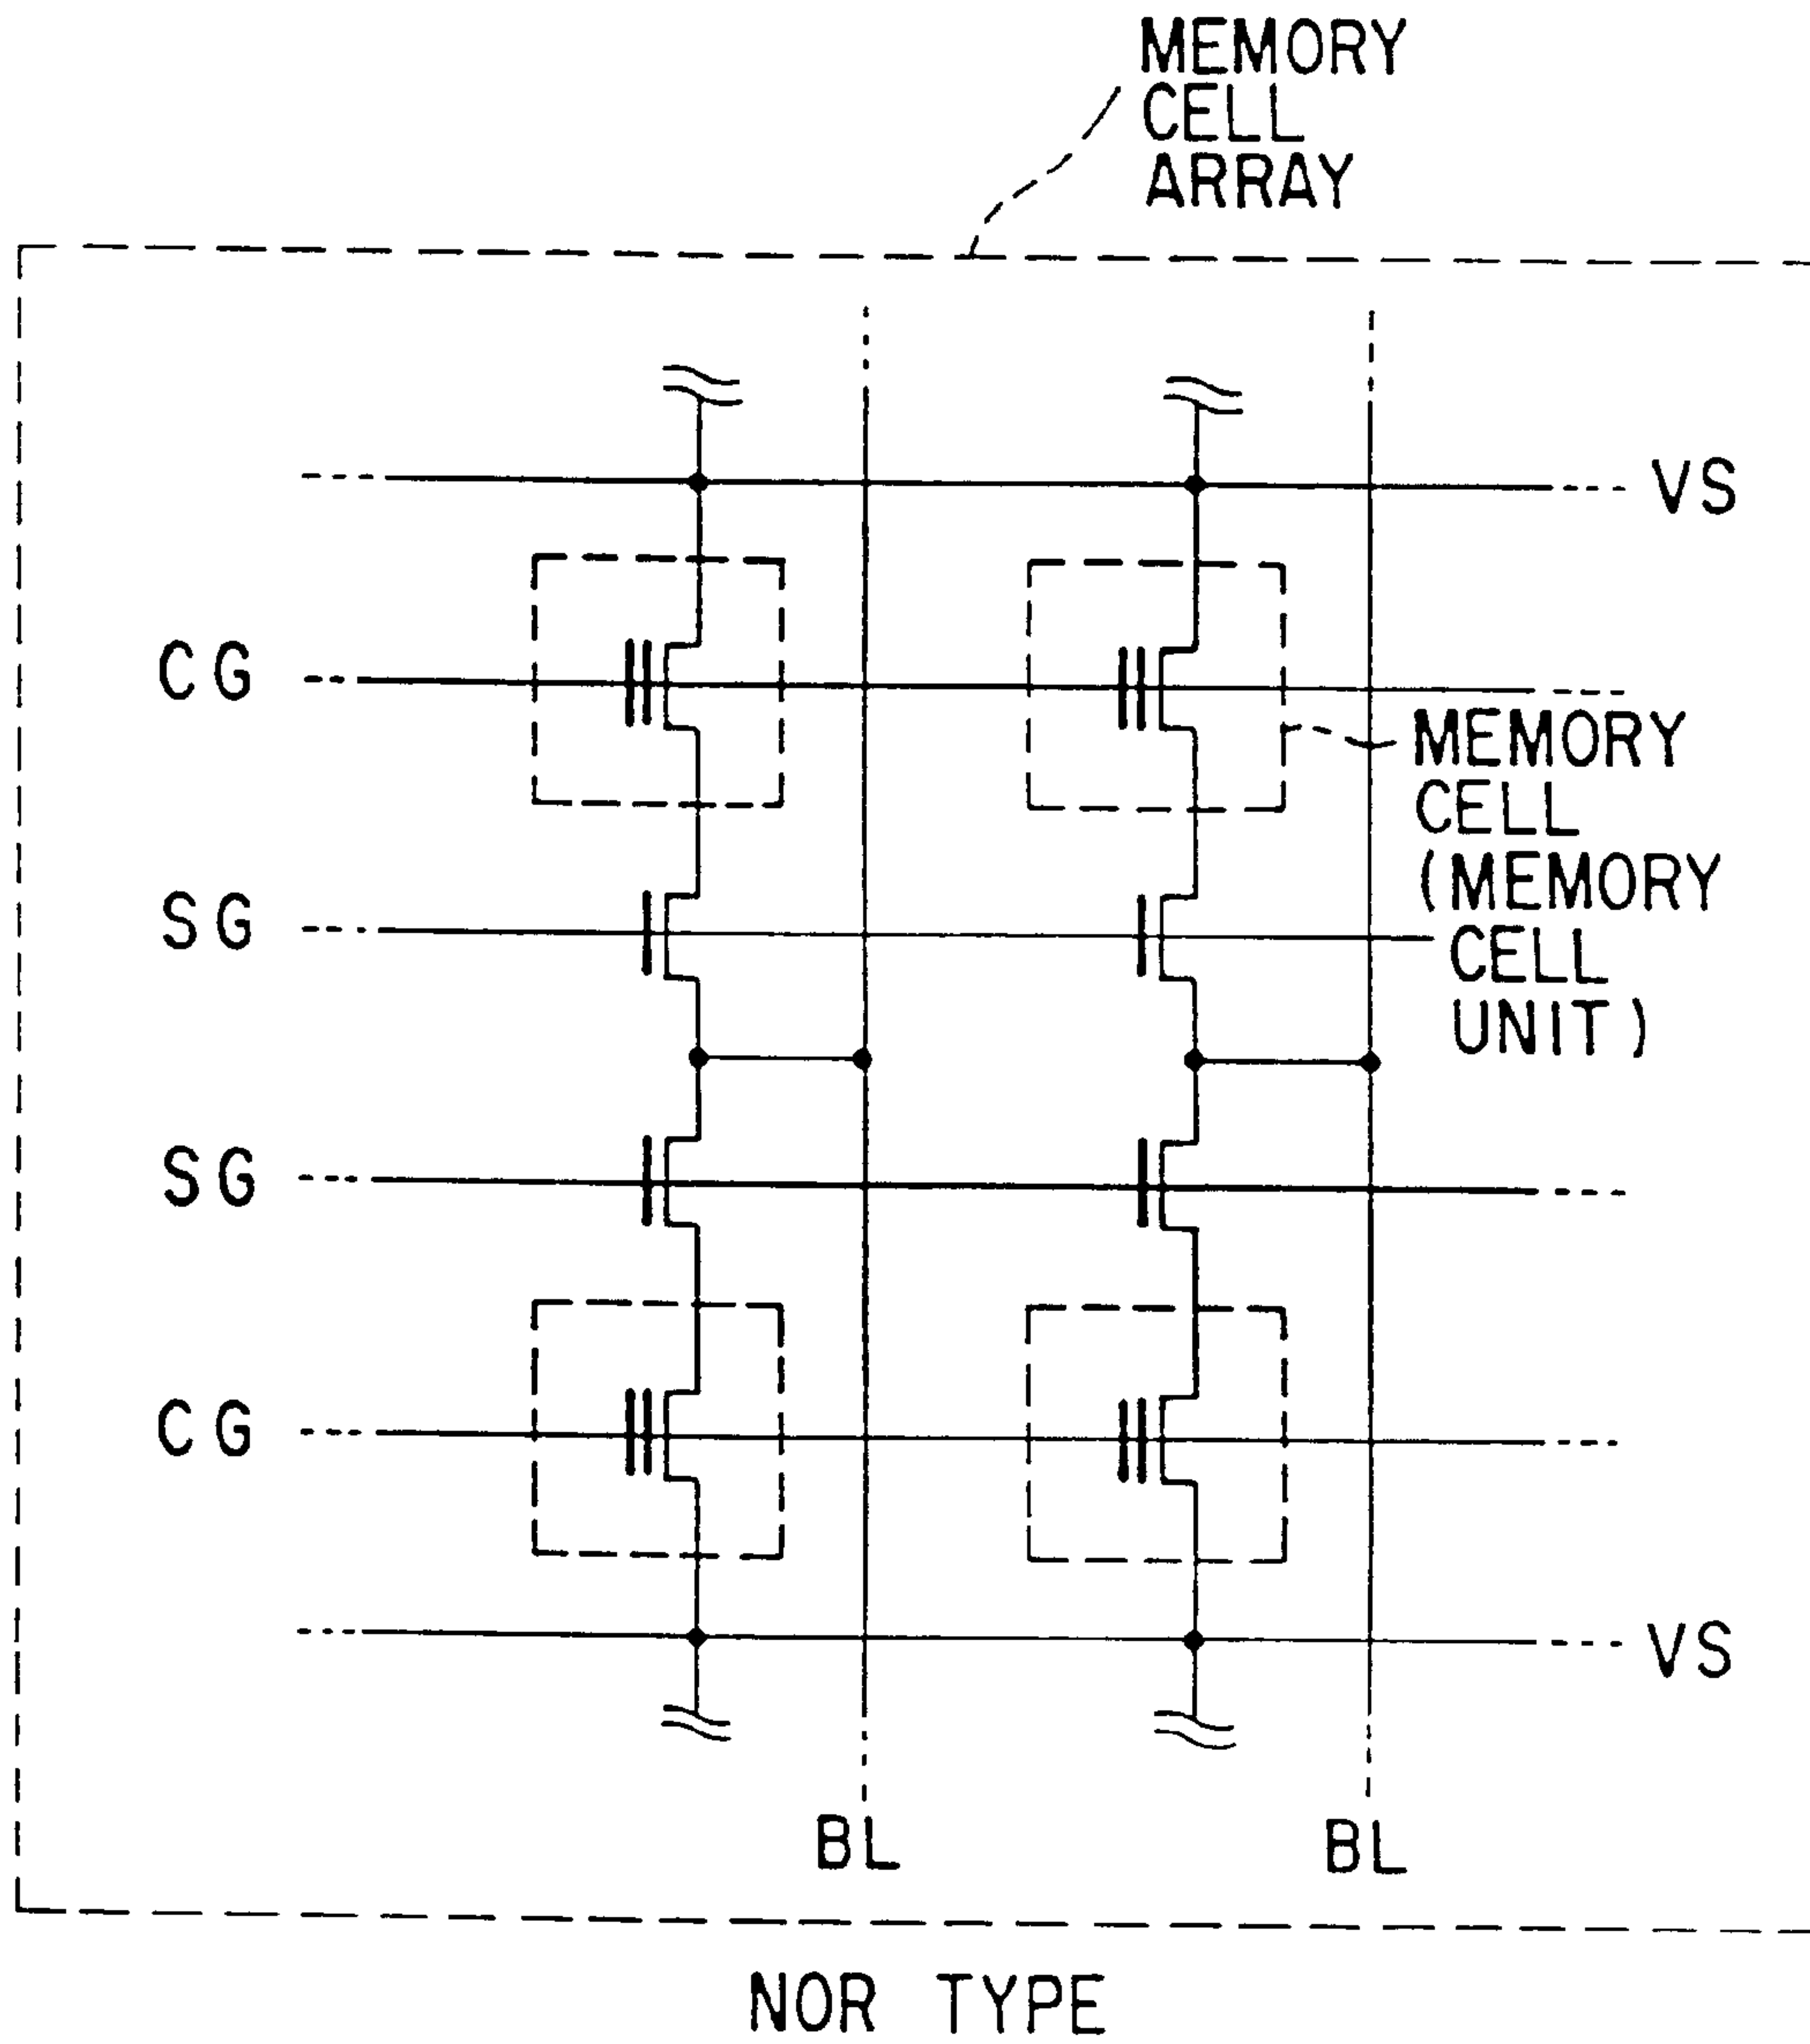 MEMORY
CELL
ARRAY
VS
CG
MEMORY
CELL
(MEMORY
CELL
UNIT)
SG
SG
CG
VS
BL
BL
NOR TYPE